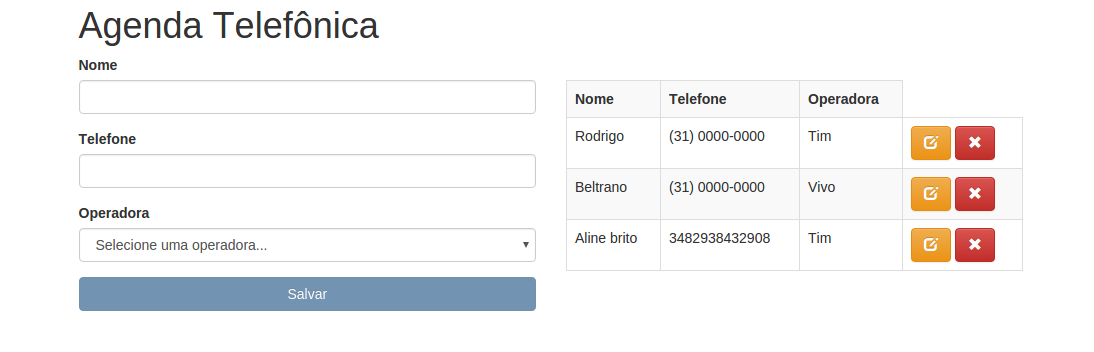 Agenda Telefônica
Nome
Telefone
Operadora
Selecione uma operadora...
Salvar
Nome Telefone Operadora
Rodrigo (31) 0000-0000 Tim
Beltrano (31) 0000-0000 Vivo
Aline brito 3482938432908 Tim